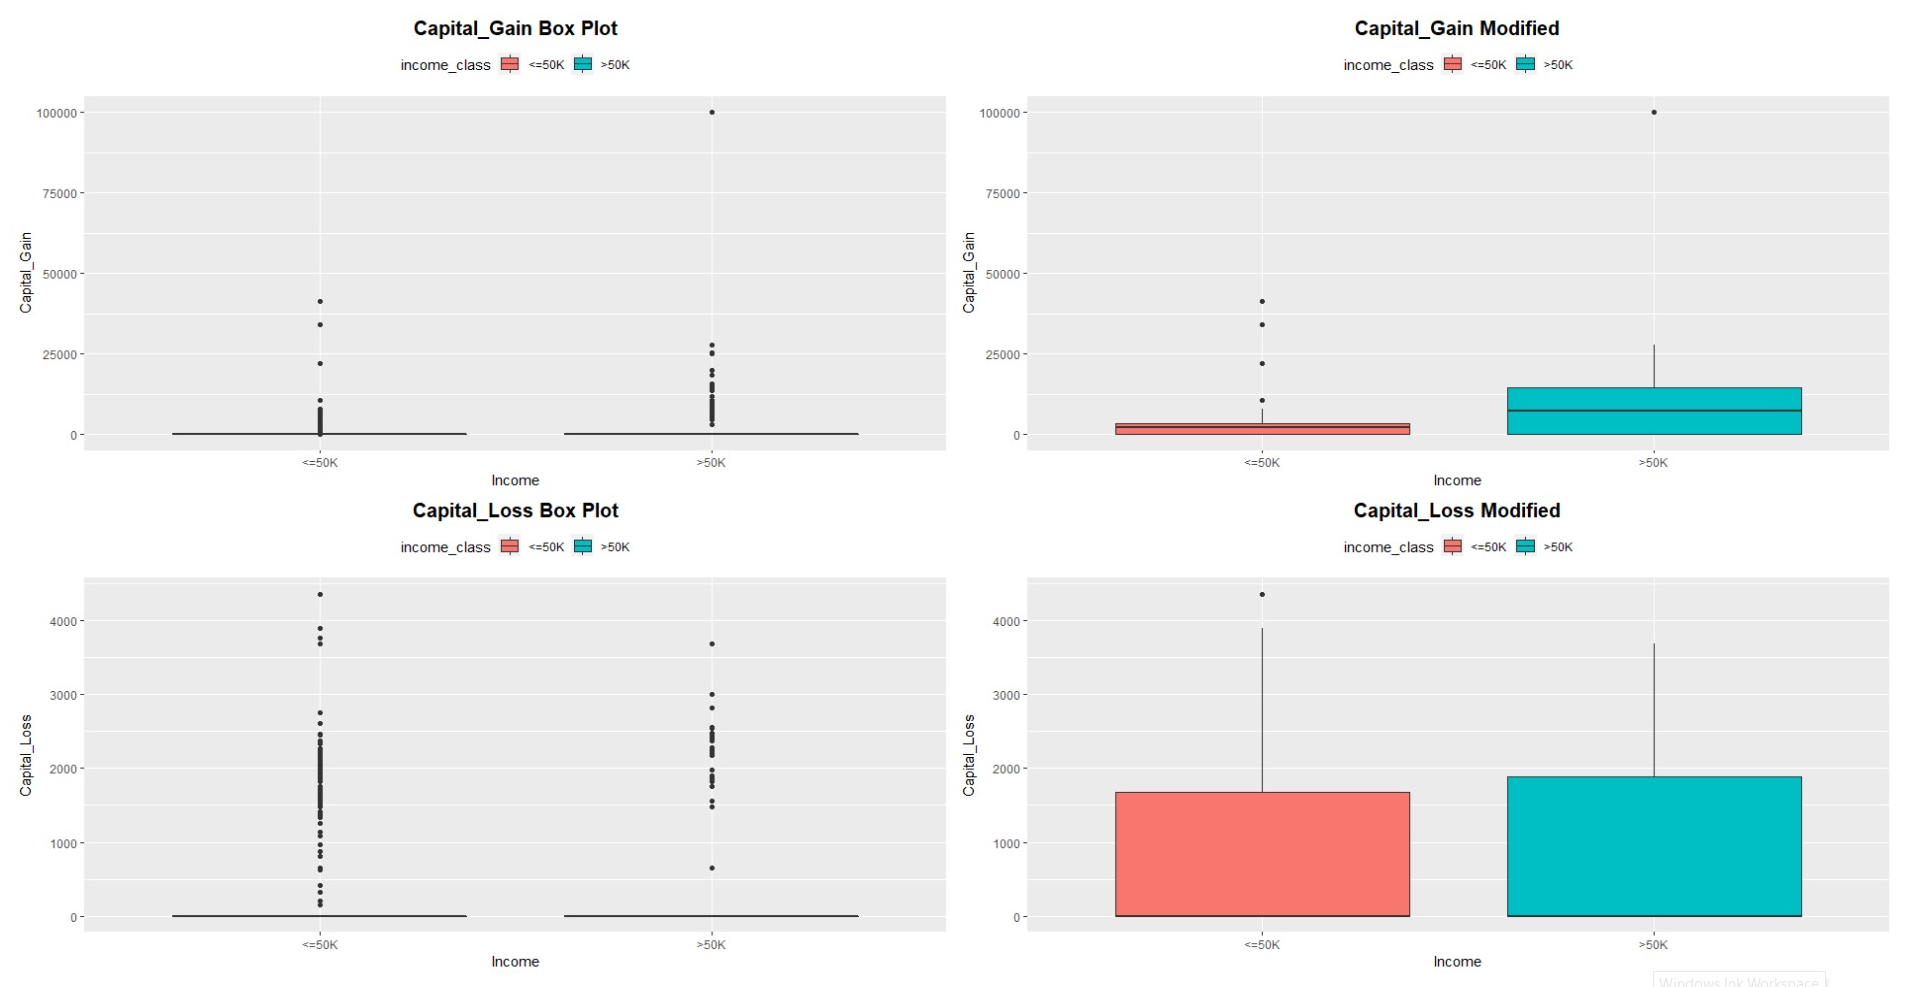 Capital_Gain Box Plot
income_class <=50K >50K
100000
75000
50000
25000
0
Capital_Gain
<=50K >50K
Income
Capital_Gain Modified
income_class <=50K >50K
100000
75000
50000
25000
0
Capital_Gain
<=50K >50K
Income
Capital_Loss Box Plot
income_class <=50K >50K
4000
3000
2000
1000
0
Capital_Loss
<=50K >50K
Income
Capital_Loss Modified
income_class <=50K >50K
4000
3000
2000
1000
0
Capital_Loss
<=50K >50K
Income
Windows Ink Workspace